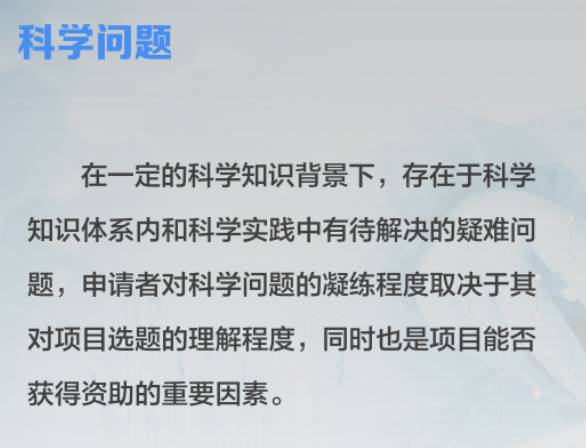 科学问题
在一定的科学知识背景下，存在于科学
知识体系内和科学实践中有待解决的疑难问
题，申请者对科学问题的凝练程度取决于其
对项目选题的理解程度，同时也是项目能否
获得资助的重要因素。